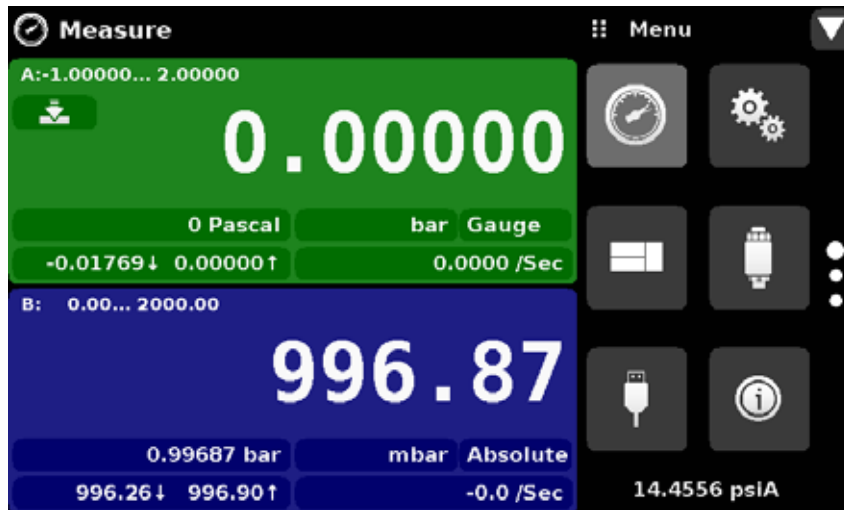 Measure
Menu
A:-1.00000... 2.00000
0.00000
0 Pascal
bar
Gauge
-0.01769↓ 0.00000↑
0.0000 /Sec
B: 0.00... 2000.00
996.87
0.99687 bar
mbar
Absolute
996.26↓ 996.90↑
-0.0 /Sec
i
14.4556 psiA